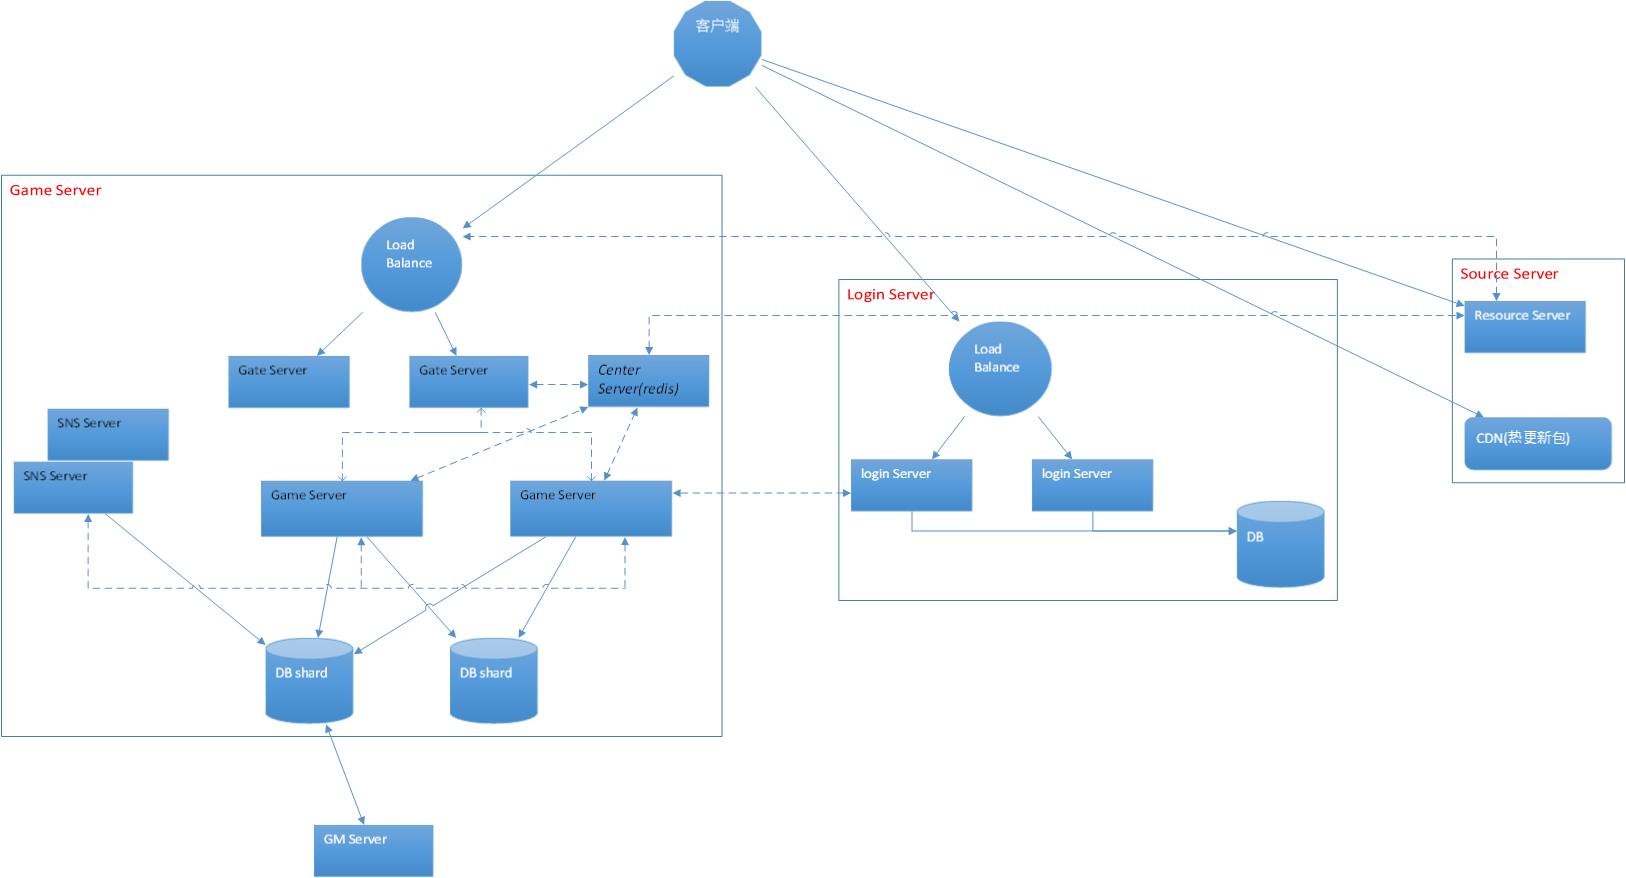 客户端
Game Server
Load
Balance
Gate Server
Gate Server
Center
Server(redis)
SNS Server
SNS Server
Game Server
Game Server
DB shard
DB shard
GM Server
Login Server
Load
Balance
login Server
login Server
DB
Source Server
Resource Server
CDN(热更新包)